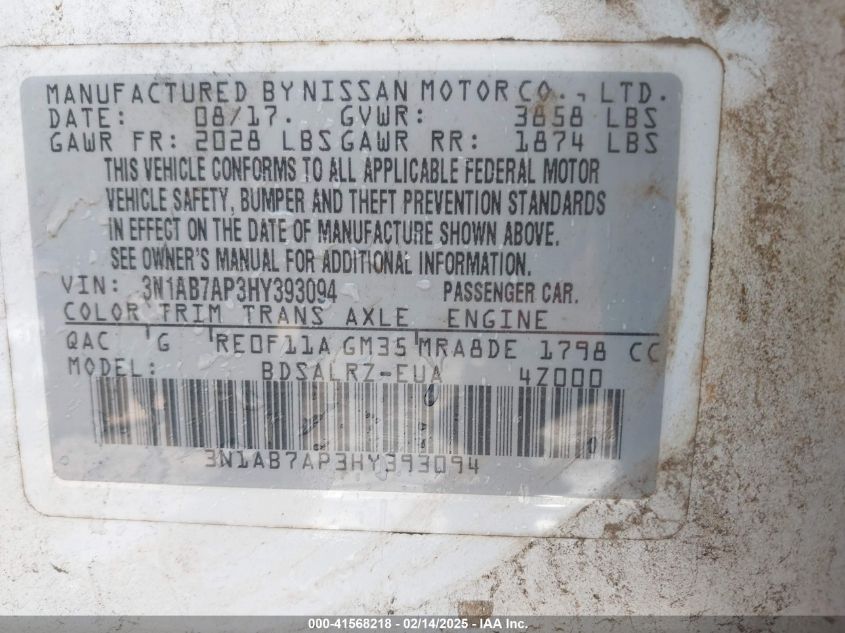 MANUFACTURED BY NISSAN MOTOR CO., LTD.
DATE: 08/17. GVWR: 3858 LBS
GAWR FR: 2028 LBS GAWR RR: 1874 LBS
THIS VEHICLE CONFORMS TO ALL APPLICABLE FEDERAL MOTOR
VEHICLE SAFETY, BUMPER AND THEFT PREVENTION STANDARDS
IN EFFECT ON THE DATE OF MANUFACTURE SHOWN ABOVE.
SEE OWNER'S MANUAL FOR ADDITIONAL INFORMATION.
VIN: 3N1AB7AP3HY393094 PASSENGER CAR.
COLOR TRIM TRANS AXLE ENGINE
QAC G RE0F11A GM35 MRA8DE 1798 CC
MODEL: BDSALRZ-EUA 4Z000
3N1AB7AP3HY393094
000-41568218 - 02/14/2025 - IAA Inc.